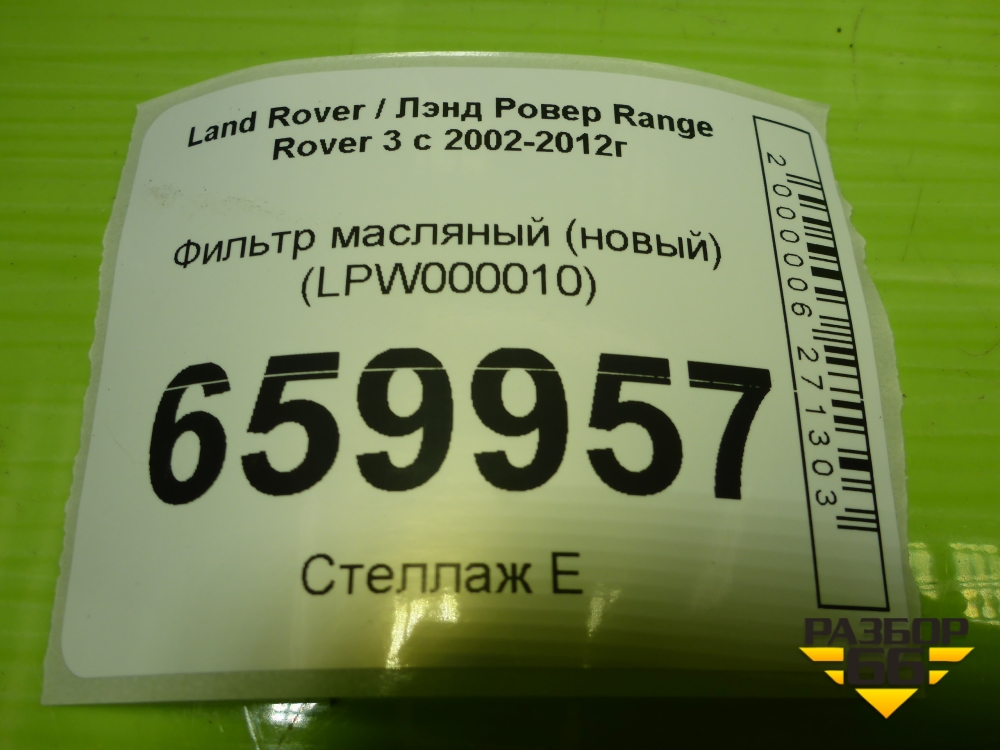 Land Rover / Лэнд Ровер Range
Rover 3 с 2002-2012г
Фильтр масляный (новый)
(LPW000010)
659957
Стеллаж Е
2000006271303
РАЗБОР
66